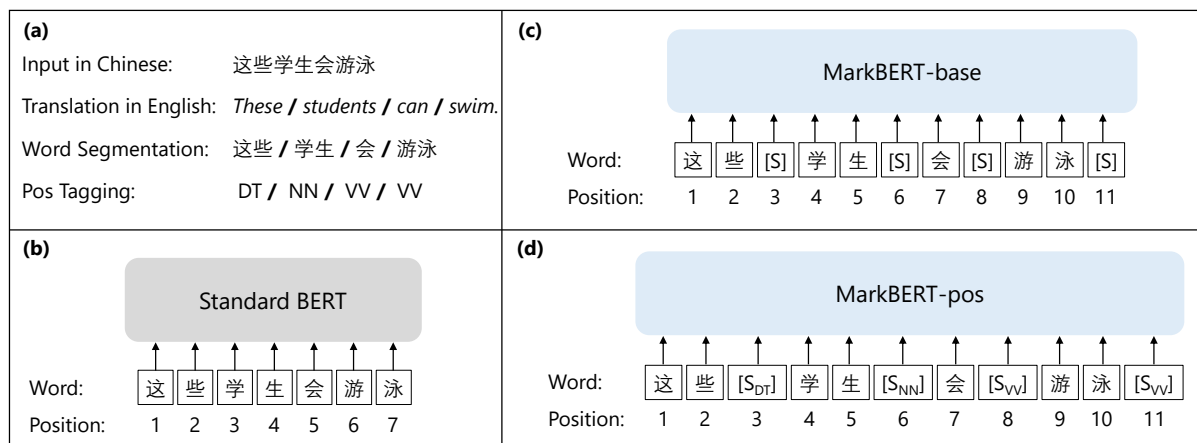 (a)
Input in Chinese: 这些学生会游泳
Translation in English: These / students / can / swim.
Word Segmentation: 这些 / 学生 / 会 / 游泳
Pos Tagging: DT / NN / VV / VV
(b)
Standard BERT
Word: 这 些 学 生 会 游 泳
Position: 1 2 3 4 5 6 7
(c)
MarkBERT-base
Word: 这 些 [S] 学 生 [S] 会 [S] 游 泳 [S]
Position: 1 2 3 4 5 6 7 8 9 10 11
(d)
MarkBERT-pos
Word: 这 些 [S_DT] 学 生 [S_NN] 会 [S_VV] 游 泳 [S_VV]
Position: 1 2 3 4 5 6 7 8 9 10 11